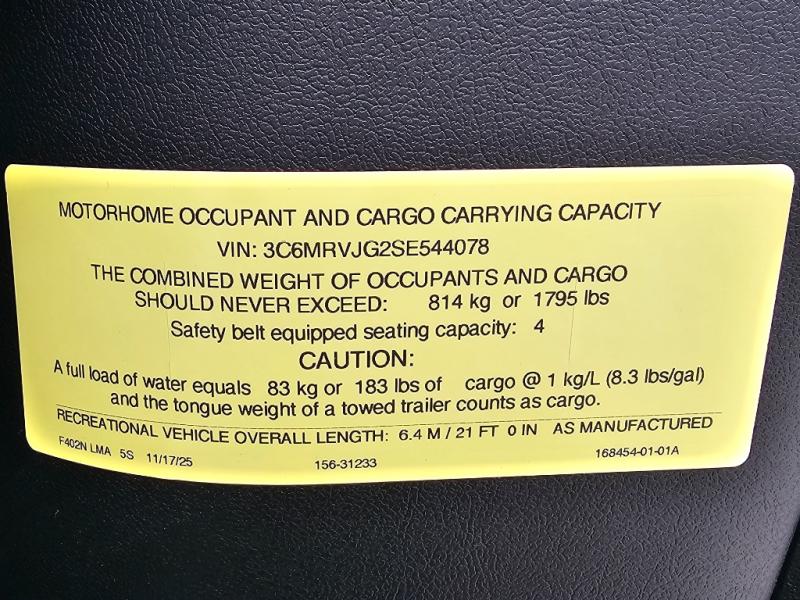 MOTORHOME OCCUPANT AND CARGO CARRYING CAPACITY
VIN: 3C6MRVJG2SE544078
THE COMBINED WEIGHT OF OCCUPANTS AND CARGO
SHOULD NEVER EXCEED: 814 kg or 1795 lbs
Safety belt equipped seating capacity: 4
CAUTION:
A full load of water equals 83 kg or 183 lbs of cargo @ 1 kg/L (8.3 lbs/gal)
and the tongue weight of a towed trailer counts as cargo.
RECREATIONAL VEHICLE OVERALL LENGTH: 6.4 M / 21 FT 0 IN AS MANUFACTURED
F402N LMA 5S 11/17/25 156-31233 168454-01-01A